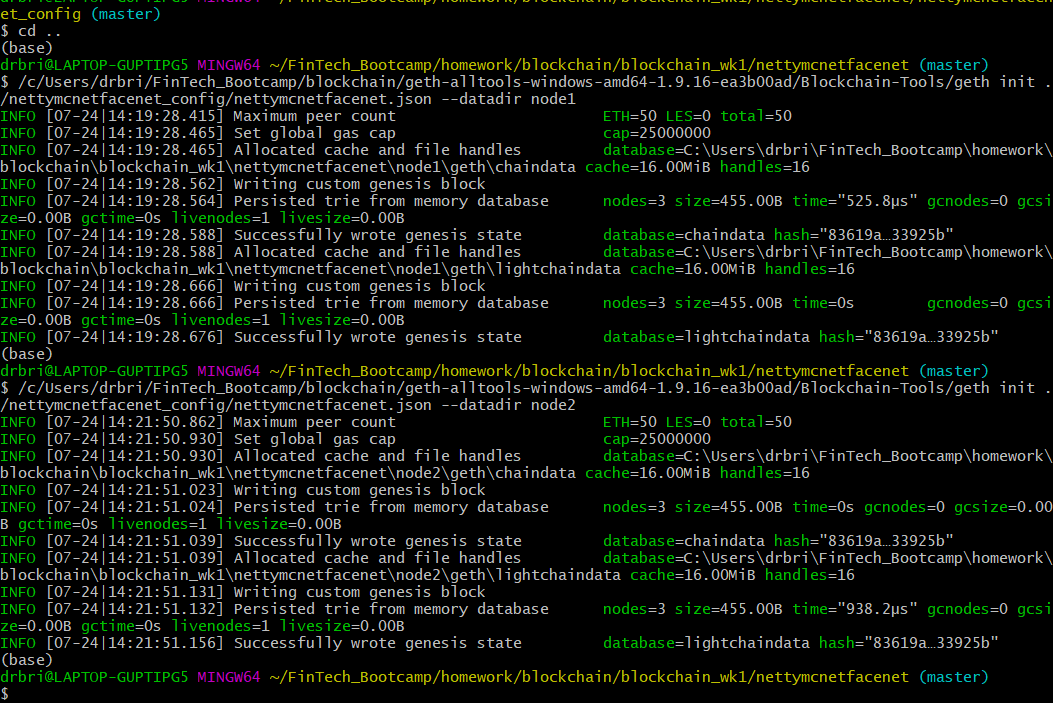 et_config (master)
$ cd ..
(base)
drbri@LAPTOP-GUPTIPG5 MINGW64 ~/FinTech_Bootcamp/homework/blockchain/blockchain_wk1/nettymcnetfacenet (master)
$ /c/Users/drbri/FinTech_Bootcamp/blockchain/geth-alltools-windows-amd64-1.9.16-ea3b00ad/Blockchain-Tools/geth init .
/nettymcnetfacenet_config/nettymcnetfacenet.json --datadir node1
INFO [07-24|14:19:28.415] Maximum peer count                       ETH=50 LES=0 total=50
INFO [07-24|14:19:28.465] Set global gas cap                       cap=25000000
INFO [07-24|14:19:28.465] Allocated cache and file handles         database=C:\Users\drbri\FinTech_Bootcamp\homework\
blockchain\blockchain_wk1\nettymcnetfacenet\node1\geth\chaindata cache=16.00MiB handles=16
INFO [07-24|14:19:28.562] Writing custom genesis block
INFO [07-24|14:19:28.564] Persisted trie from memory database      nodes=3 size=455.00B time="525.8µs" gcnodes=0 gcsi
ze=0.00B gctime=0s livenodes=1 livesize=0.00B
INFO [07-24|14:19:28.588] Successfully wrote genesis state         database=chaindata hash="83619a…33925b"
INFO [07-24|14:19:28.588] Allocated cache and file handles         database=C:\Users\drbri\FinTech_Bootcamp\homework\
blockchain\blockchain_wk1\nettymcnetfacenet\node1\geth\lightchaindata cache=16.00MiB handles=16
INFO [07-24|14:19:28.666] Writing custom genesis block
INFO [07-24|14:19:28.666] Persisted trie from memory database      nodes=3 size=455.00B time=0s        gcnodes=0 gcsi
ze=0.00B gctime=0s livenodes=1 livesize=0.00B
INFO [07-24|14:19:28.676] Successfully wrote genesis state         database=lightchaindata hash="83619a…33925b"
(base)
drbri@LAPTOP-GUPTIPG5 MINGW64 ~/FinTech_Bootcamp/homework/blockchain/blockchain_wk1/nettymcnetfacenet (master)
$ /c/Users/drbri/FinTech_Bootcamp/blockchain/geth-alltools-windows-amd64-1.9.16-ea3b00ad/Blockchain-Tools/geth init .
/nettymcnetfacenet_config/nettymcnetfacenet.json --datadir node2
INFO [07-24|14:21:50.862] Maximum peer count                       ETH=50 LES=0 total=50
INFO [07-24|14:21:50.930] Set global gas cap                       cap=25000000
INFO [07-24|14:21:50.930] Allocated cache and file handles         database=C:\Users\drbri\FinTech_Bootcamp\homework\
blockchain\blockchain_wk1\nettymcnetfacenet\node2\geth\chaindata cache=16.00MiB handles=16
INFO [07-24|14:21:51.023] Writing custom genesis block
INFO [07-24|14:21:51.024] Persisted trie from memory database      nodes=3 size=455.00B time=0s gcnodes=0 gcsize=0.00
B gctime=0s livenodes=1 livesize=0.00B
INFO [07-24|14:21:51.039] Successfully wrote genesis state         database=chaindata hash="83619a…33925b"
INFO [07-24|14:21:51.039] Allocated cache and file handles         database=C:\Users\drbri\FinTech_Bootcamp\homework\
blockchain\blockchain_wk1\nettymcnetfacenet\node2\geth\lightchaindata cache=16.00MiB handles=16
INFO [07-24|14:21:51.131] Writing custom genesis block
INFO [07-24|14:21:51.132] Persisted trie from memory database      nodes=3 size=455.00B time="938.2µs" gcnodes=0 gcsi
ze=0.00B gctime=0s livenodes=1 livesize=0.00B
INFO [07-24|14:21:51.156] Successfully wrote genesis state         database=lightchaindata hash="83619a…33925b"
(base)
drbri@LAPTOP-GUPTIPG5 MINGW64 ~/FinTech_Bootcamp/homework/blockchain/blockchain_wk1/nettymcnetfacenet (master)
$